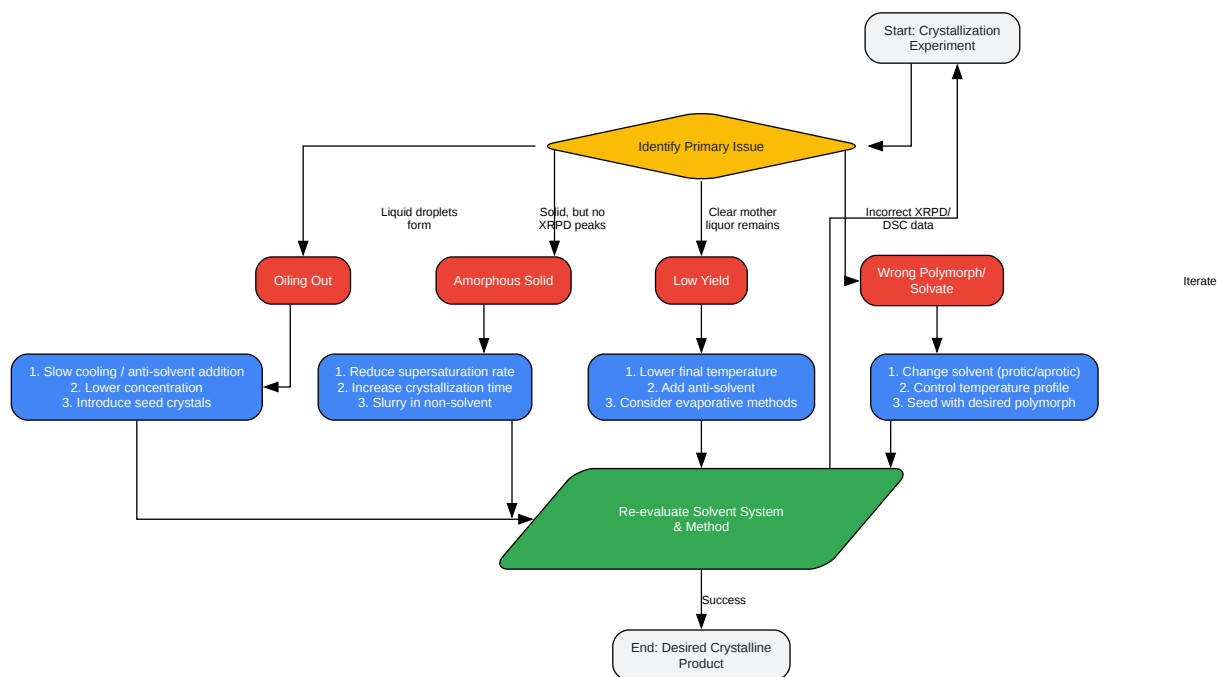 Start: Crystallization
Experiment
Identify Primary Issue
Liquid droplets
form
Solid, but no
XRPD peaks
Clear mother
liquor remains
Incorrect XRPD/
DSC data
Oiling Out
Amorphous Solid
Low Yield
Wrong Polymorph/
Solvate
Iterate
1. Slow cooling / anti-solvent addition
2. Lower concentration
3. Introduce seed crystals
1. Reduce supersaturation rate
2. Increase crystallization time
3. Slurry in non-solvent
1. Lower final temperature
2. Add anti-solvent
3. Consider evaporative methods
1. Change solvent (protic/aprotic)
2. Control temperature profile
3. Seed with desired polymorph
Re-evaluate Solvent System
& Method
Success
End: Desired Crystalline
Product